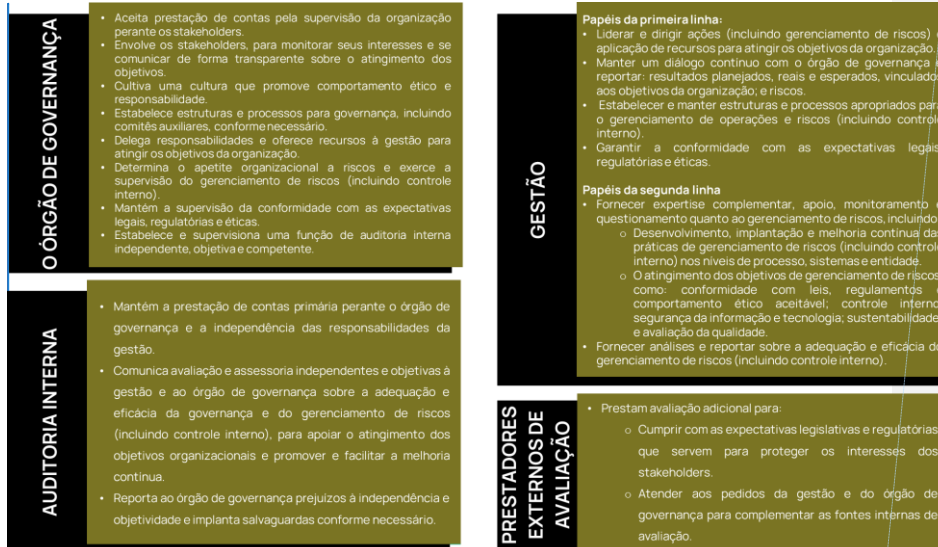 O ÓRGÃO DE GOVERNANÇA
• Aceita prestação de contas pela supervisão da organização
perante os stakeholders.
• Envolve os stakeholders, para monitorar seus interesses e se
comunicar de forma transparente sobre o atingimento dos
objetivos.
• Cultiva uma cultura que promove comportamento ético e
responsabilidade.
• Estabelece estruturas e processos para governança, incluindo
comitês auxiliares, conforme necessário.
• Delega responsabilidades e oferece recursos à gestão para
atingir os objetivos da organização.
• Determina o apetite organizacional a riscos e exerce a
supervisão do gerenciamento de riscos (incluindo controle
interno).
• Mantém a supervisão da conformidade com as expectativas
legais, regulatórias e éticas.
• Estabelece e supervisiona uma função de auditoria interna
independente, objetiva e competente.
AUDITORIA INTERNA
• Mantém a prestação de contas primária perante o órgão de
governança e a independência das responsabilidades da
gestão.
• Comunica avaliação e assessoria independentes e objetivas à
gestão e ao órgão de governança sobre a adequação e
eficácia da governança e do gerenciamento de riscos
(incluindo controle interno), para apoiar o atingimento dos
objetivos organizacionais e promover e facilitar a melhoria
contínua.
• Reporta ao órgão de governança prejuízos à independência e
objetividade e implanta salvaguardas conforme necessário.
GESTÃO
Papéis da primeira linha:
• Liderar e dirigir ações (incluindo gerenciamento de riscos)
aplicação de recursos para atingir os objetivos da organização.
• Manter um diálogo contínuo com o órgão de governança
reportar: resultados planejados, reais e esperados, vinculados
aos objetivos da organização; e riscos.
• Estabelecer e manter estruturas e processos apropriados para
o gerenciamento de operações e riscos (incluindo controle
interno).
• Garantir a conformidade com as expectativas legais,
regulatórias e éticas.
Papéis da segunda linha
• Fornecer expertise complementar, apoio, monitoramento
questionamento quanto ao gerenciamento de riscos, incluindo:
o Desenvolvimento, implantação e melhoria contínua das
práticas de gerenciamento de riscos (incluindo controle
interno) nos níveis de processo, sistemas e entidade.
o O atingimento dos objetivos de gerenciamento de riscos,
como: conformidade com leis, regulamentos
comportamento ético aceitável; controle interno;
segurança da informação e tecnologia; sustentabilidade;
e avaliação da qualidade.
• Fornecer análises e reportar sobre a adequação e eficácia do
gerenciamento de riscos (incluindo controle interno).
PRESTADORES
EXTERNOS DE
AVALIAÇÃO
• Prestam avaliação adicional para:
o Cumprir com as expectativas legislativas e regulatórias
que servem para proteger os interesses dos
stakeholders.
o Atender aos pedidos da gestão e do órgão de
governança para complementar as fontes internas de
avaliação.